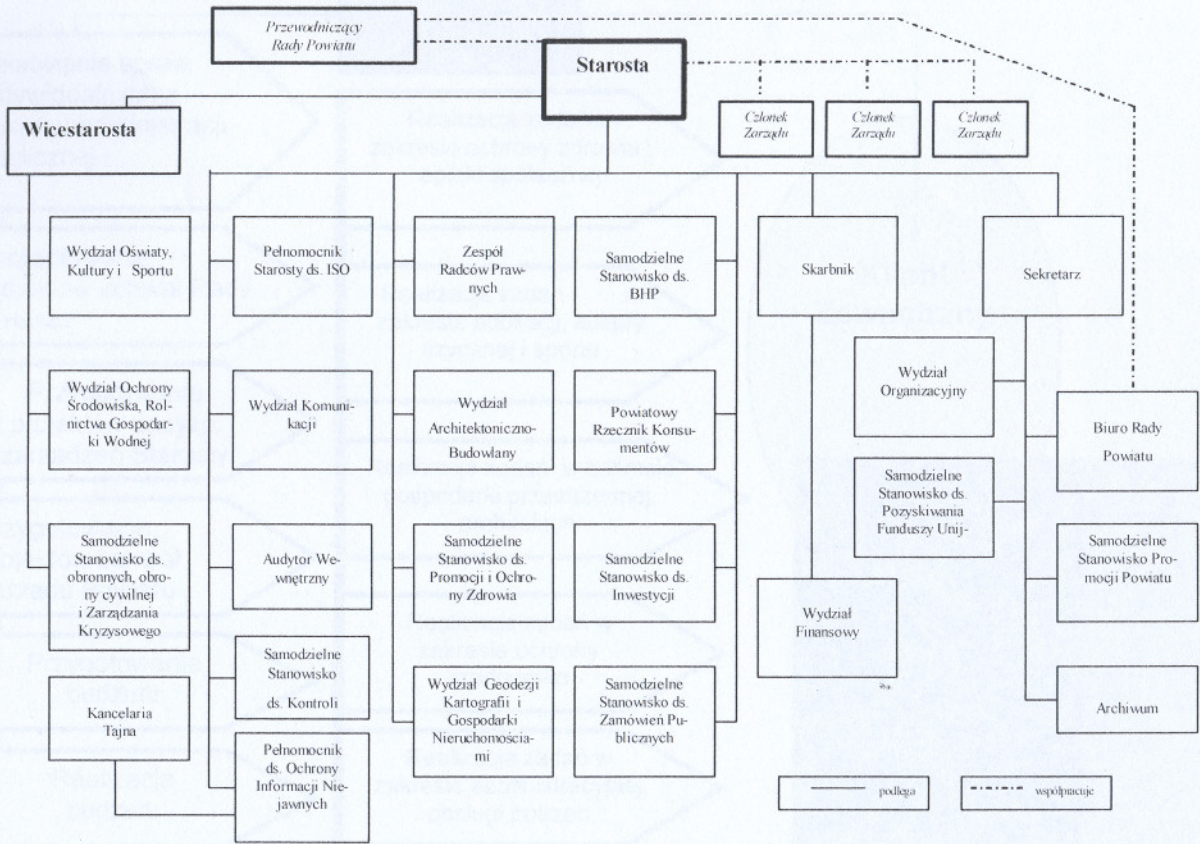 Przewodniczący
Rady Powiatu
Starosta
Wicestarosta
Członek
Zarządu
Członek
Zarządu
Członek
Zarządu
Wydział Oświaty,
Kultury i Sportu
Pełnomocnik
Starosty ds. ISO
Zespół
Radców Praw-
nych
Samodzielne
Stanowisko ds.
BHP
Skarbnik
Sekretarz
Wydział Ochrony
Środowiska, Rol-
nictwa Gospodar-
ki Wodnej
Wydział Komuni-
kacji
Wydział
Architektoniczno-
Budowlany
Powiatowy
Rzecznik Konsu-
mentów
Wydział
Organizacyjny
Biuro Rady
Powiatu
Samodzielne
Stanowisko ds.
Pozyskiwania
Funduszy Unij-
Samodzielne
Stanowisko ds.
obronnych, obro-
ny cywilnej
i Zarządzania
Kryzysowego
Audytor We-
wnętrzny
Samodzielne
Stanowisko ds.
Promocji i Ochro-
ny Zdrowia
Samodzielne
Stanowisko ds.
Inwestycji
Wydział
Finansowy
Samodzielne
Stanowisko Pro-
mocji Powiatu
Kancelaria
Tajna
Samodzielne
Stanowisko
ds. Kontroli
Wydział Geodezji
Kartografii i
Gospodarki
Nieruchomościa-
mi
Samodzielne
Stanowisko ds.
Zamówień Pu-
blicznych
Archiwum
Pełnomocnik
ds. Ochrony
Informacji Nie-
jawnych
podlega
współpracuje